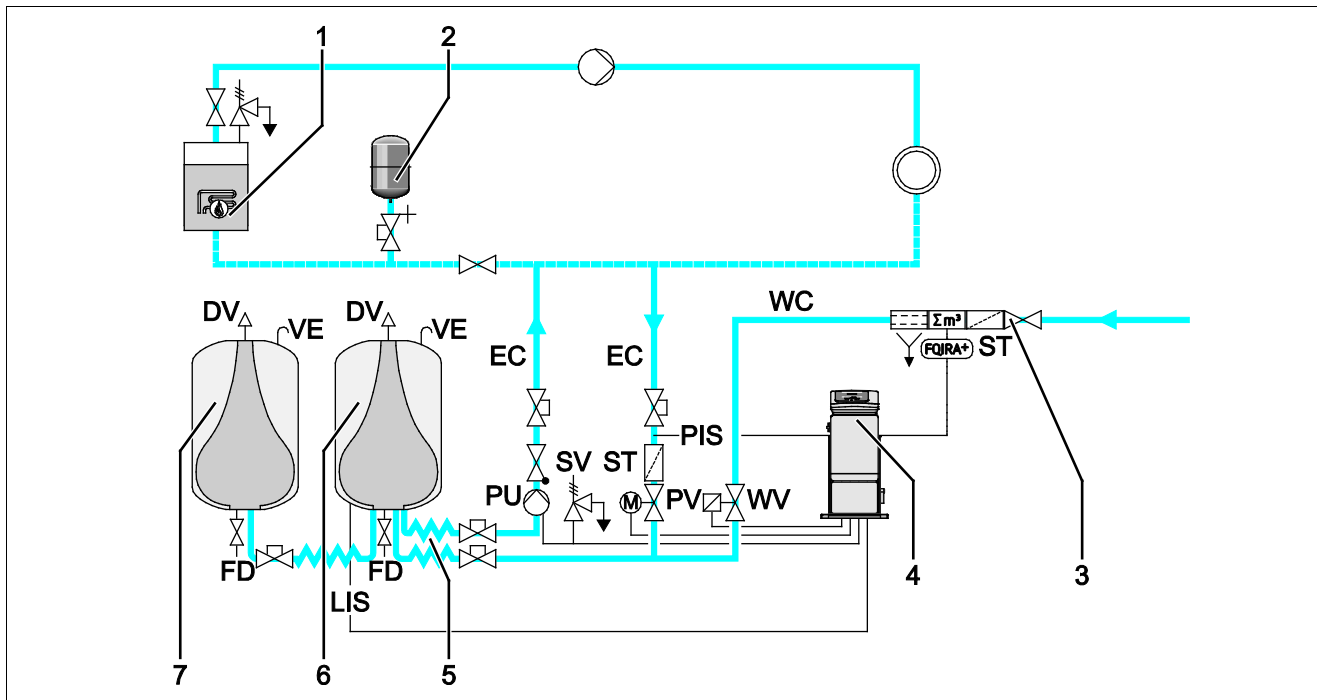 1
2
DV
VE
DV
VE
EC
EC
WC
Σm³
FQIRA⁺
ST
PIS
SV
ST
PU
M
PV
WV
FD
FD
LIS
4
3
7
6
5